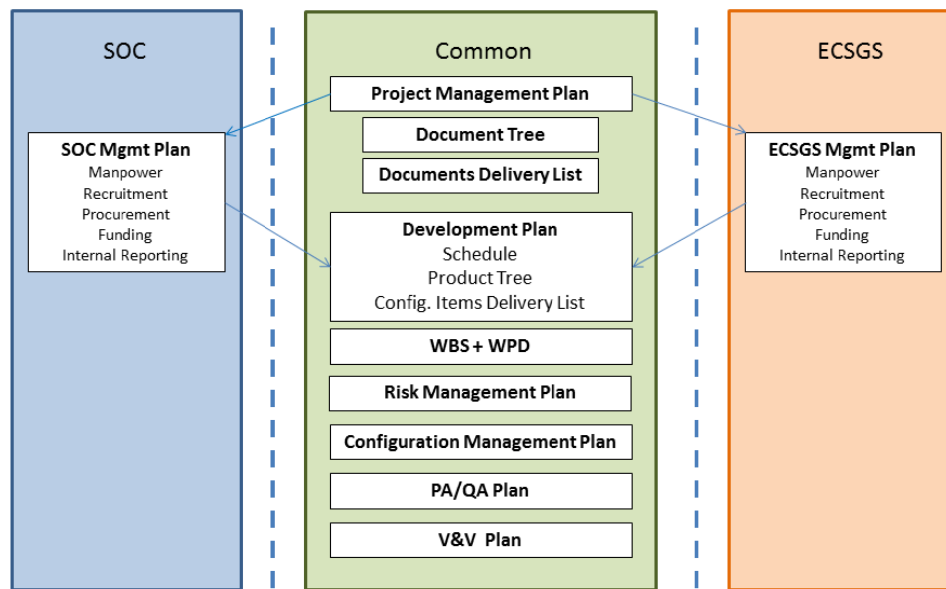 SOC
SOC Mgmt Plan
Manpower
Recruitment
Procurement
Funding
Internal Reporting
Common
Project Management Plan
Document Tree
Documents Delivery List
Development Plan
Schedule
Product Tree
Config. Items Delivery List
WBS + WPD
Risk Management Plan
Configuration Management Plan
PA/QA Plan
V&V Plan
ECSGS
ECSGS Mgmt Plan
Manpower
Recruitment
Procurement
Funding
Internal Reporting